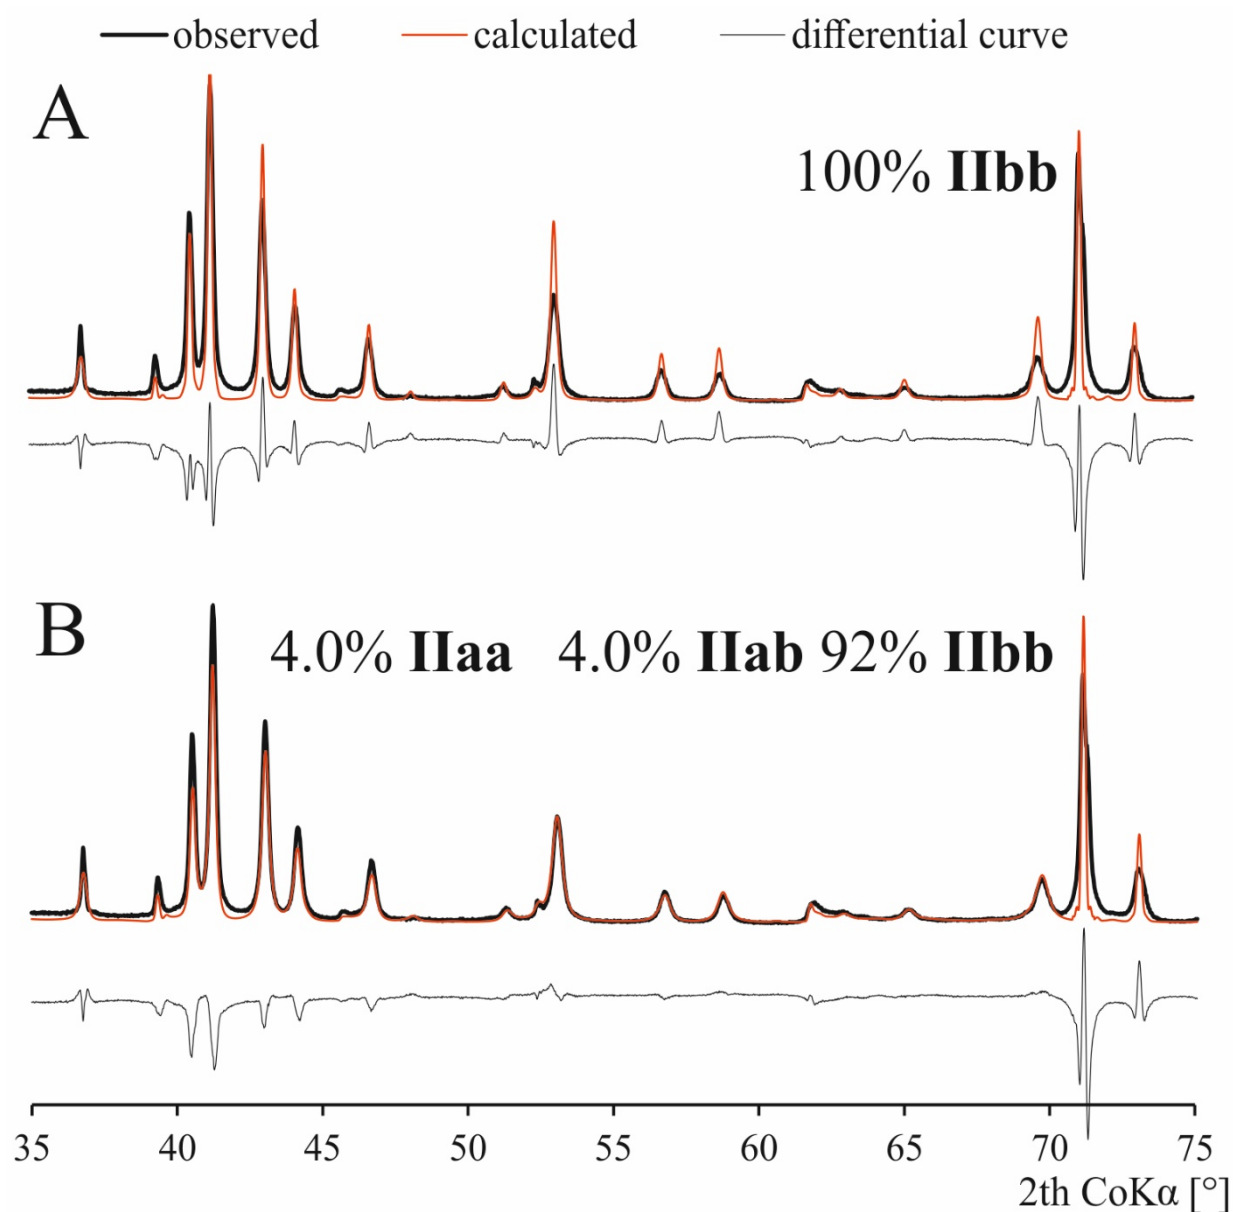 observed calculated differential curve
A
100% IIbb
B
4.0% IIaa 4.0% IIab 92% IIbb
35 40 45 50 55 60 65 70 75
2th CoKα [°]